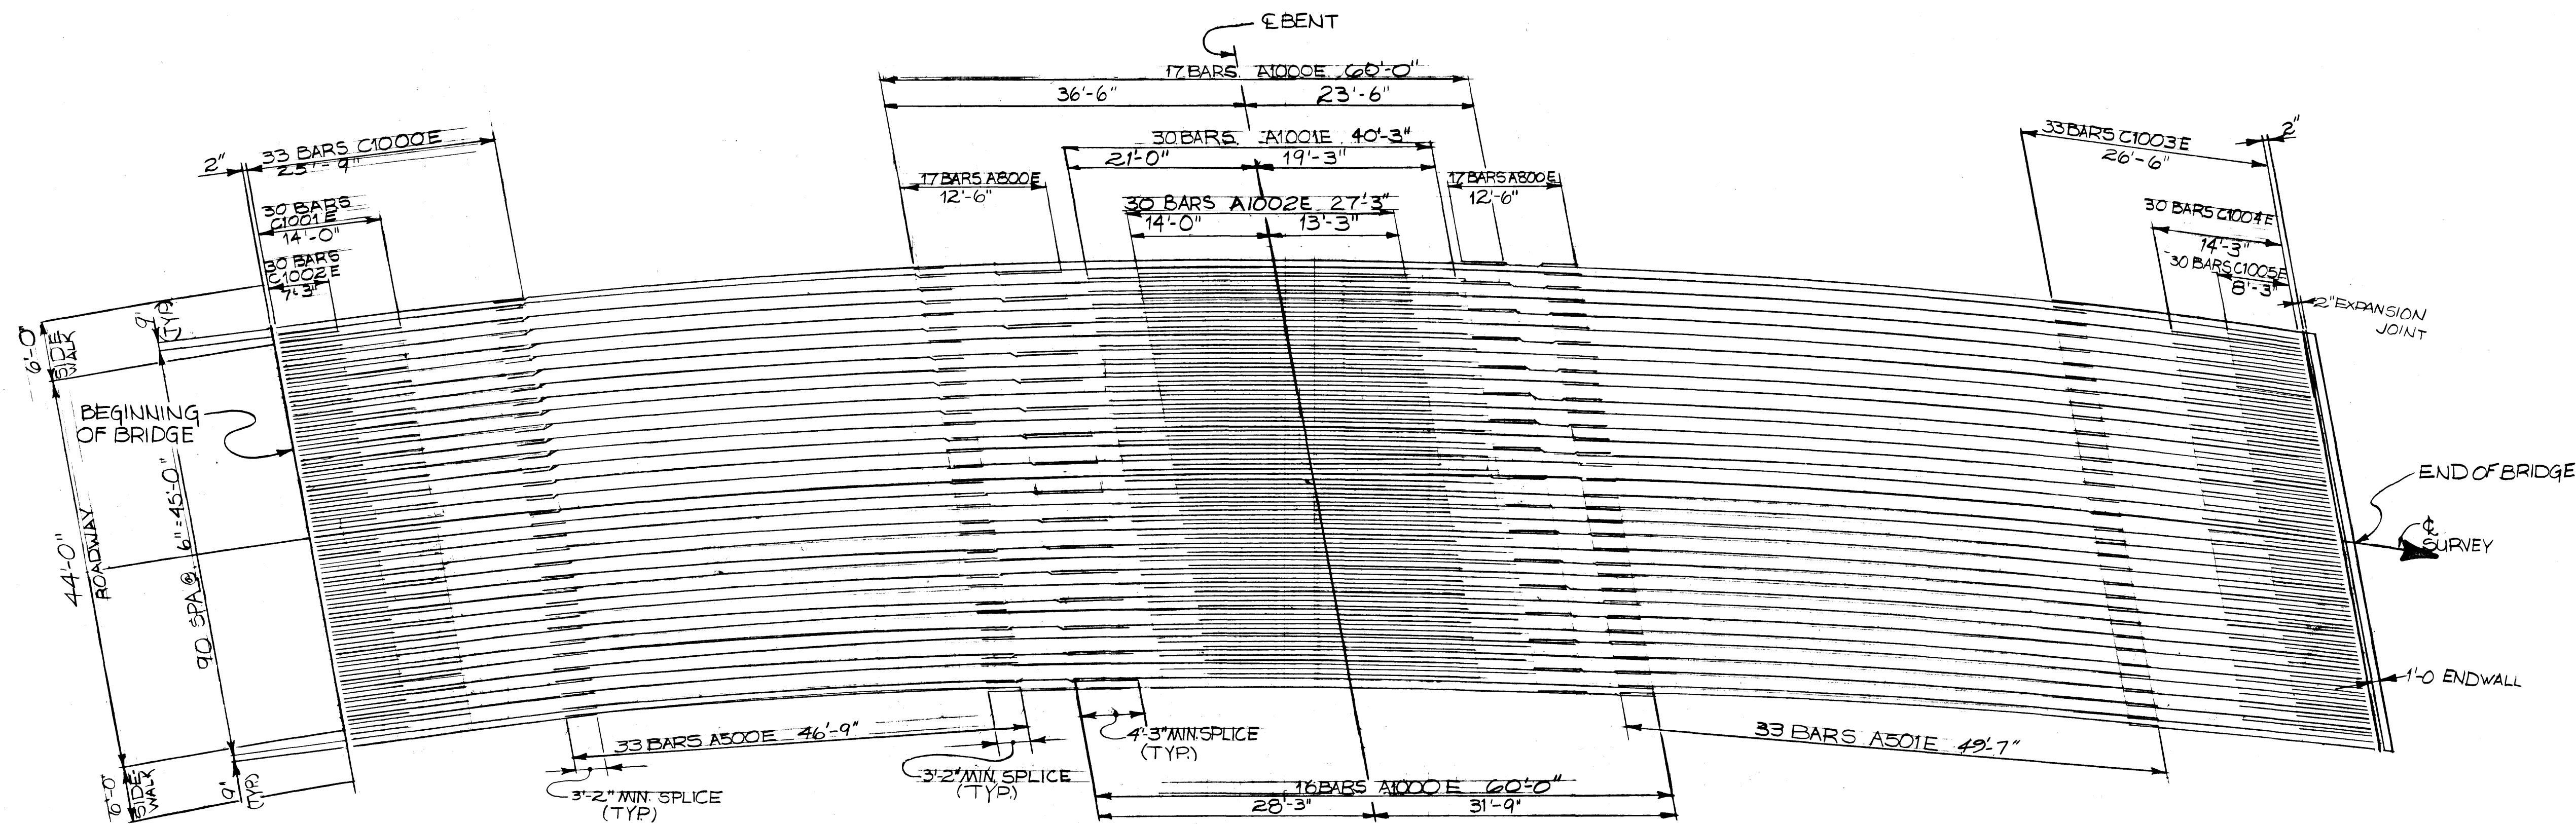 ℄ BENT
17 BARS A1000E 60'-0"
36'-6" 23'-6"
30 BARS A1001E 40'-3"
21'-0" 19'-3"
17 BARS A800E
12'-6"
17 BARS A800E
12'-6"
30 BARS A1002E 27'-3"
14'-0" 13'-3"
2"
33 BARS C1000E
25'-9"
30 BARS
C1001E
14'-0"
30 BARS
C1002E
7'-3"
33 BARS C1003E
26'-6"
2"
30 BARS C1004E
14'-3"
30 BARS C1005E
8'-3"
2" EXPANSION
JOINT
6'-0"
SIDE
WALK
9"
(TYP.)
BEGINNING
OF BRIDGE
44'-0"
ROADWAY
90 SPA @ 6" = 45'-0"
6'-0"
SIDE
WALK
9"
(TYP.)
END OF BRIDGE
℄
SURVEY
1'-0 ENDWALL
33 BARS A500E 46'-9"
3'-2" MIN. SPLICE
(TYP.)
3'-2" MIN. SPLICE
(TYP.)
4'-3" MIN. SPLICE
(TYP.)
33 BARS A501E 49'-7"
16 BARS A1000E 60'-0"
28'-3" 31'-9"